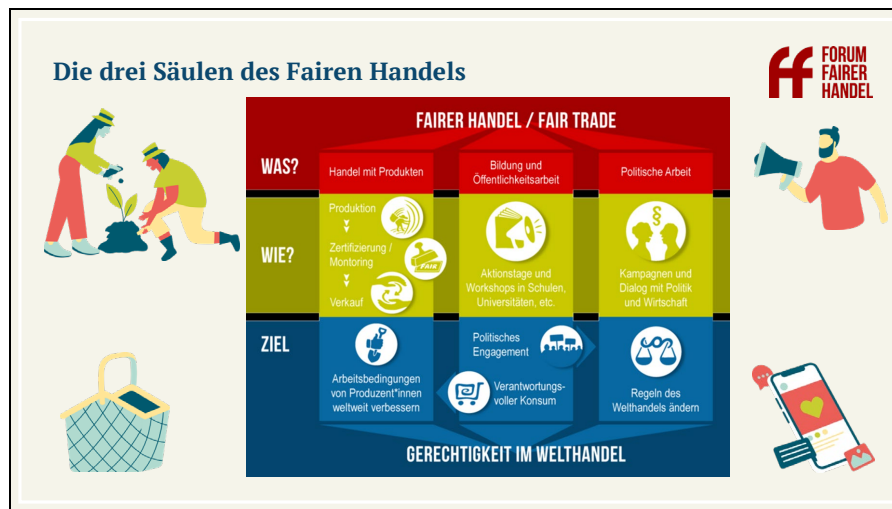 Die drei Säulen des Fairen Handels
FORUM
FAIRER
HANDEL
FAIRER HANDEL / FAIR TRADE
WAS?
Handel mit Produkten
Bildung und
Öffentlichkeitsarbeit
Politische Arbeit
WIE?
Produktion
Zertifizierung /
Montoring
Verkauf
FAIR
Aktionstage und
Workshops in Schulen,
Universitäten, etc.
§
Kampagnen und
Dialog mit Politik
und Wirtschaft
ZIEL
Arbeitsbedingungen
von Produzent*innen
weltweit verbessern
Politisches
Engagement
Verantwortungs-
voller Konsum
Regeln des
Welthandels ändern
GERECHTIGKEIT IM WELTHANDEL